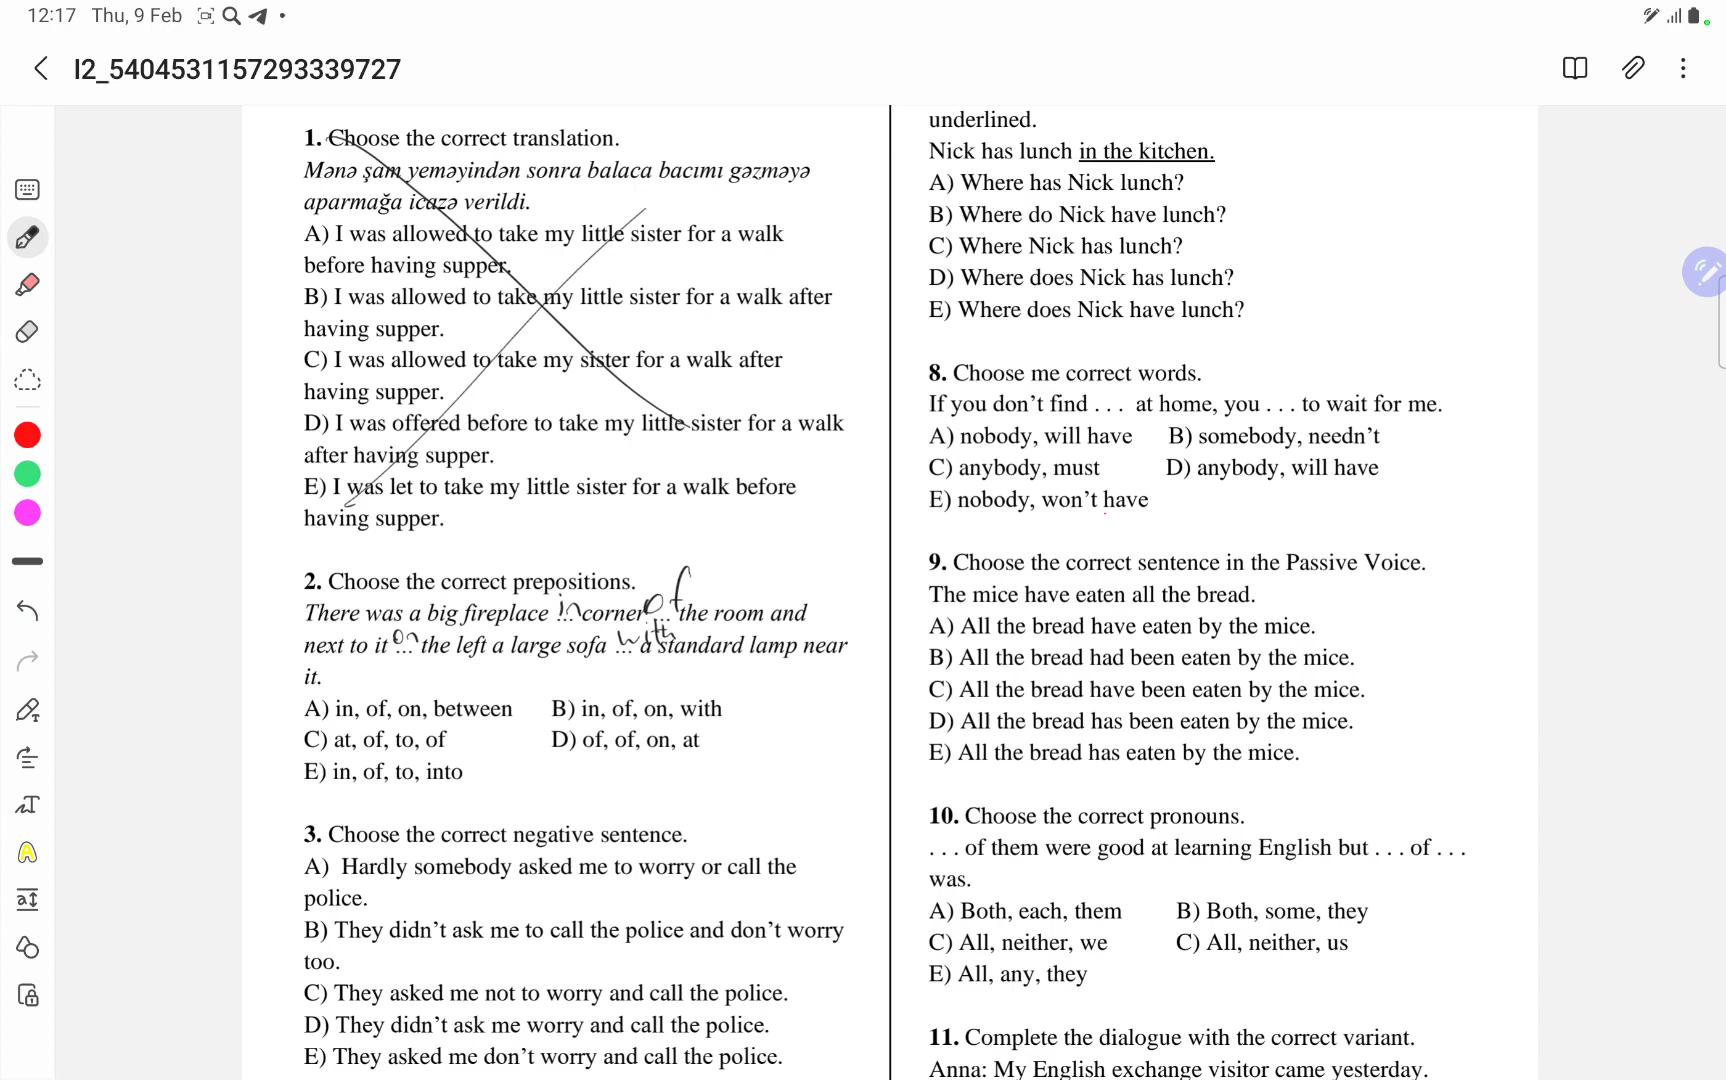 12:17 Thu, 9 Feb
I2_5404531157293339727
1. Choose the correct translation.
Mənə şam yeməyindən sonra balaca bacımı gəzməyə
aparmağa icazə verildi.
A) I was allowed to take my little sister for a walk
before having supper.
B) I was allowed to take my little sister for a walk after
having supper.
C) I was allowed to take my sister for a walk after
having supper.
D) I was offered before to take my little sister for a walk
after having supper.
E) I was let to take my little sister for a walk before
having supper.
2. Choose the correct prepositions.
There was a big fireplace ... in corner ... of the room and
next to it ... on the left a large sofa ... with a standard lamp near
it.
A) in, of, on, between B) in, of, on, with
C) at, of, to, of D) of, of, on, at
E) in, of, to, into
3. Choose the correct negative sentence.
A) Hardly somebody asked me to worry or call the
police.
B) They didn’t ask me to call the police and don’t worry
too.
C) They asked me not to worry and call the police.
D) They didn’t ask me worry and call the police.
E) They asked me don’t worry and call the police.
underlined.
Nick has lunch in the kitchen.
A) Where has Nick lunch?
B) Where do Nick have lunch?
C) Where Nick has lunch?
D) Where does Nick has lunch?
E) Where does Nick have lunch?
8. Choose me correct words.
If you don’t find . . . at home, you . . . to wait for me.
A) nobody, will have B) somebody, needn’t
C) anybody, must D) anybody, will have
E) nobody, won’t have
9. Choose the correct sentence in the Passive Voice.
The mice have eaten all the bread.
A) All the bread have eaten by the mice.
B) All the bread had been eaten by the mice.
C) All the bread have been eaten by the mice.
D) All the bread has been eaten by the mice.
E) All the bread has eaten by the mice.
10. Choose the correct pronouns.
. . . of them were good at learning English but . . . of . . .
was.
A) Both, each, them B) Both, some, they
C) All, neither, we C) All, neither, us
E) All, any, they
11. Complete the dialogue with the correct variant.
Anna: My English exchange visitor came yesterday.